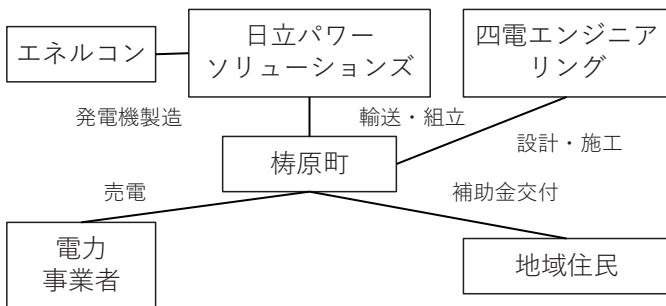 エネルコン
日立パワー
ソリューションズ
四電エンジニア
リング
発電機製造
輸送・組立
設計・施工
梼原町
売電
補助金交付
電力
事業者
地域住民